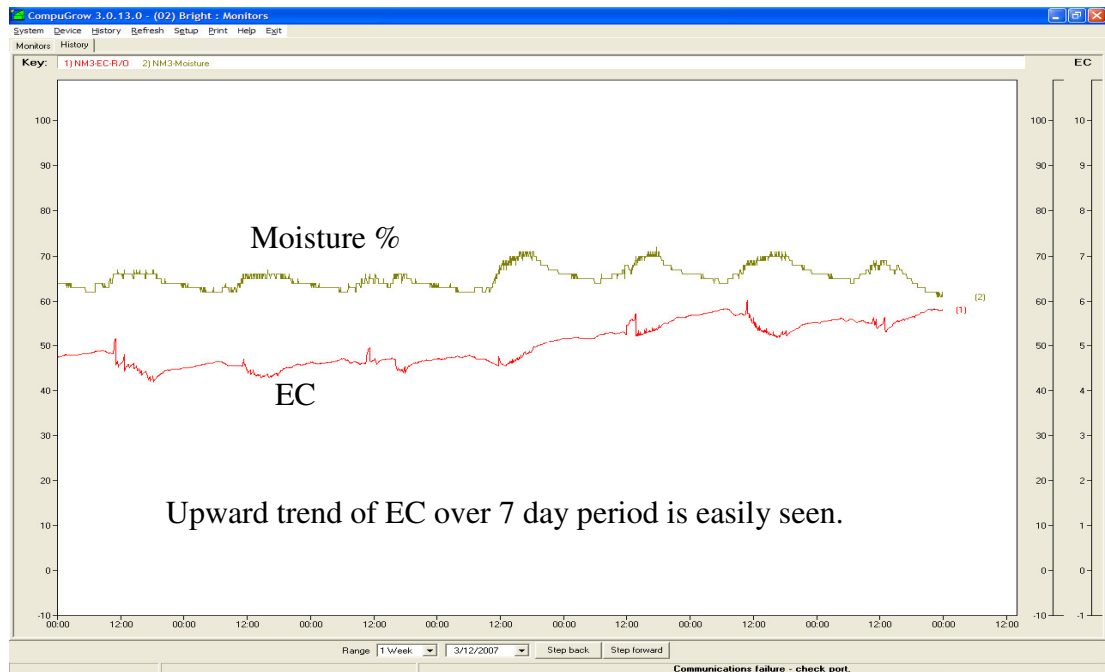 CompuGrow 3.0.13.0 - (02) Bright : Monitors
System Device History Refresh Setup Print Help Exit
Monitors History
Key: 1) NM3-EC-R/O 2) NM3-Moisture EC
100 100 10
90 90 9
80 80 8
Moisture %
70 70 7
60 60 6
(2)
(1)
50 50 5
40 40 4
EC
30 30 3
20 20 2
Upward trend of EC over 7 day period is easily seen.
10 10 1
0 0 0
-10 -10 -1
00:00 12:00 00:00 12:00 00:00 12:00 00:00 12:00 00:00 12:00 00:00 12:00 00:00 12:00 00:00 12:00
Range 1 Week 3/12/2007 Step back Step forward
Communications failure - check port.